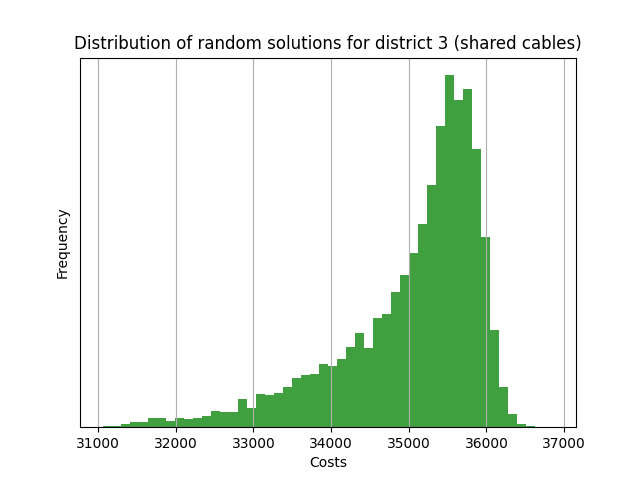 Distribution of random solutions for district 3 (shared cables)
Frequency
31000 32000 33000 34000 35000 36000 37000
Costs